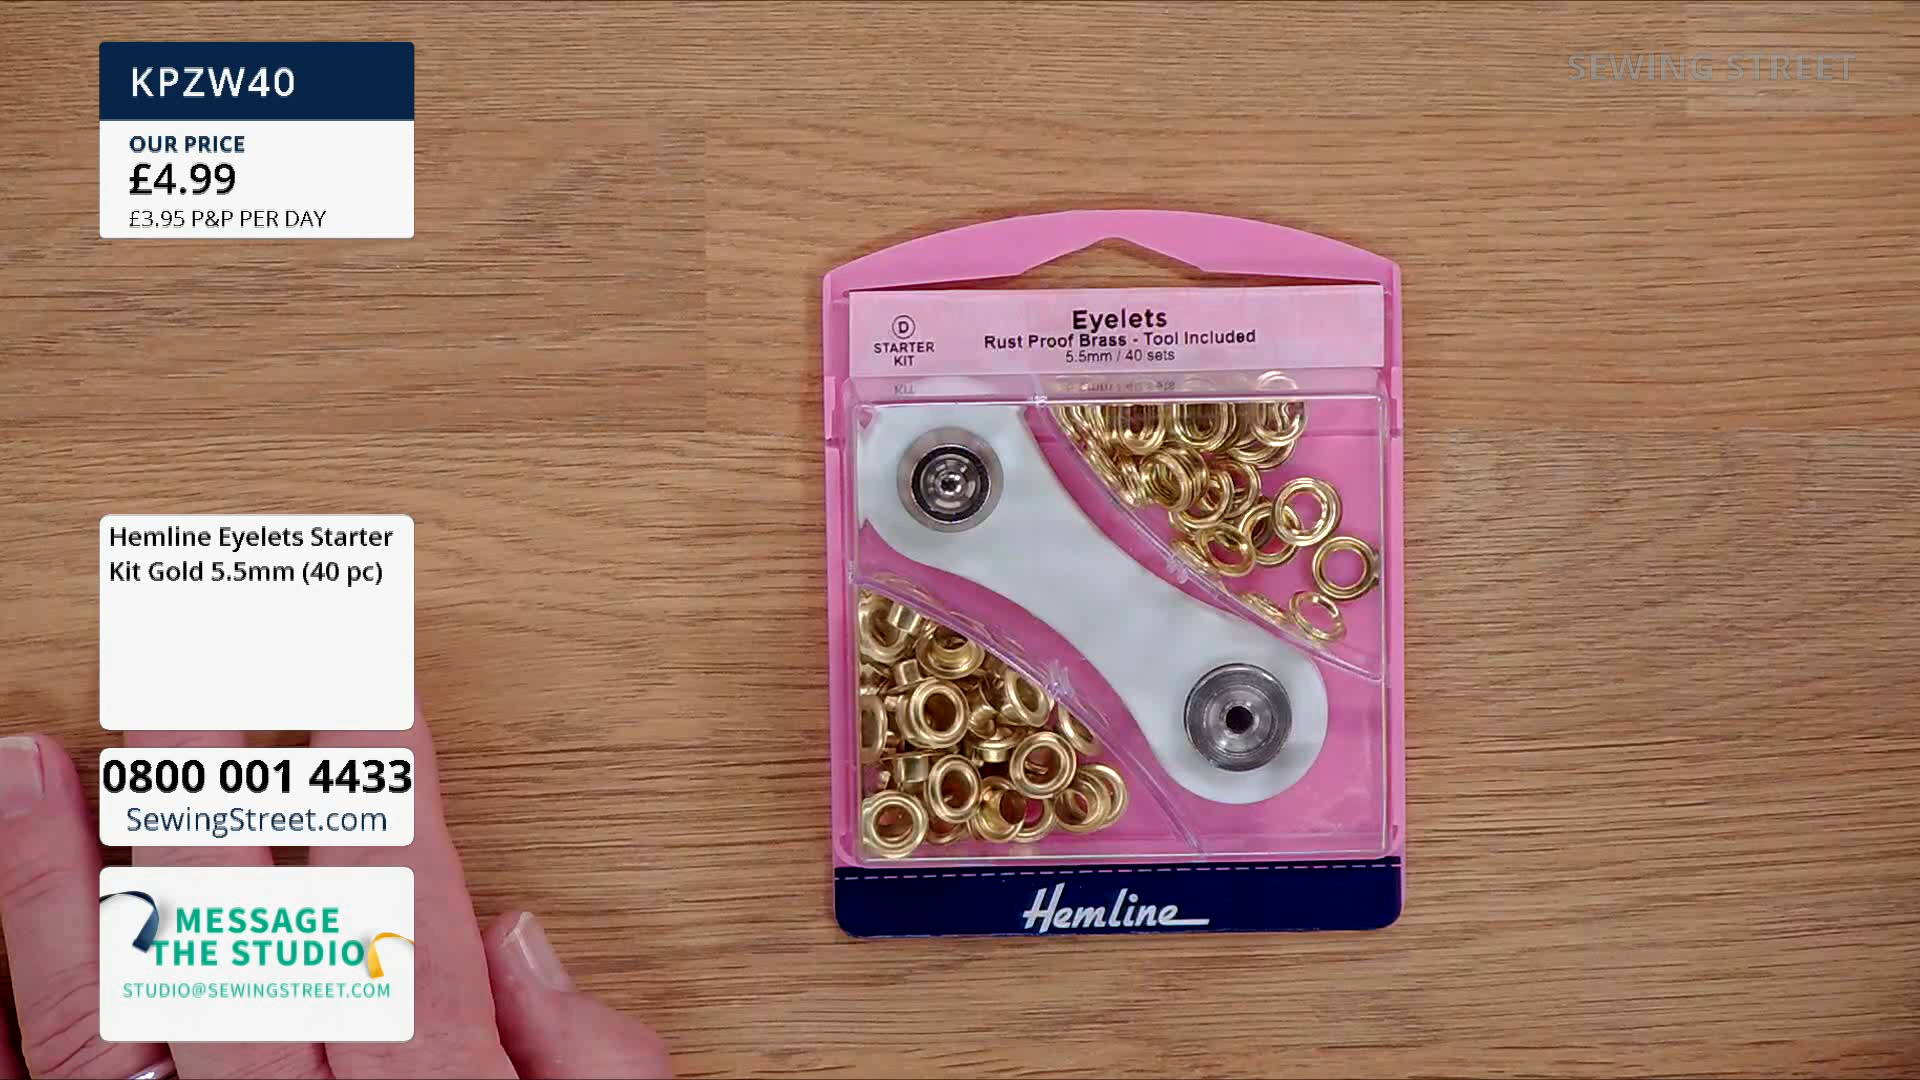 KPZW40
OUR PRICE
£4.99
£3.95 P&P PER DAY
SEWING STREET
Hemline Eyelets Starter
Kit Gold 5.5mm (40 pc)
0800 001 4433
SewingStreet.com
MESSAGE
THE STUDIO
STUDIO@SEWINGSTREET.COM
D
STARTER
KIT
Eyelets
Rust Proof Brass - Tool Included
5.5mm / 40 sets
Hemline